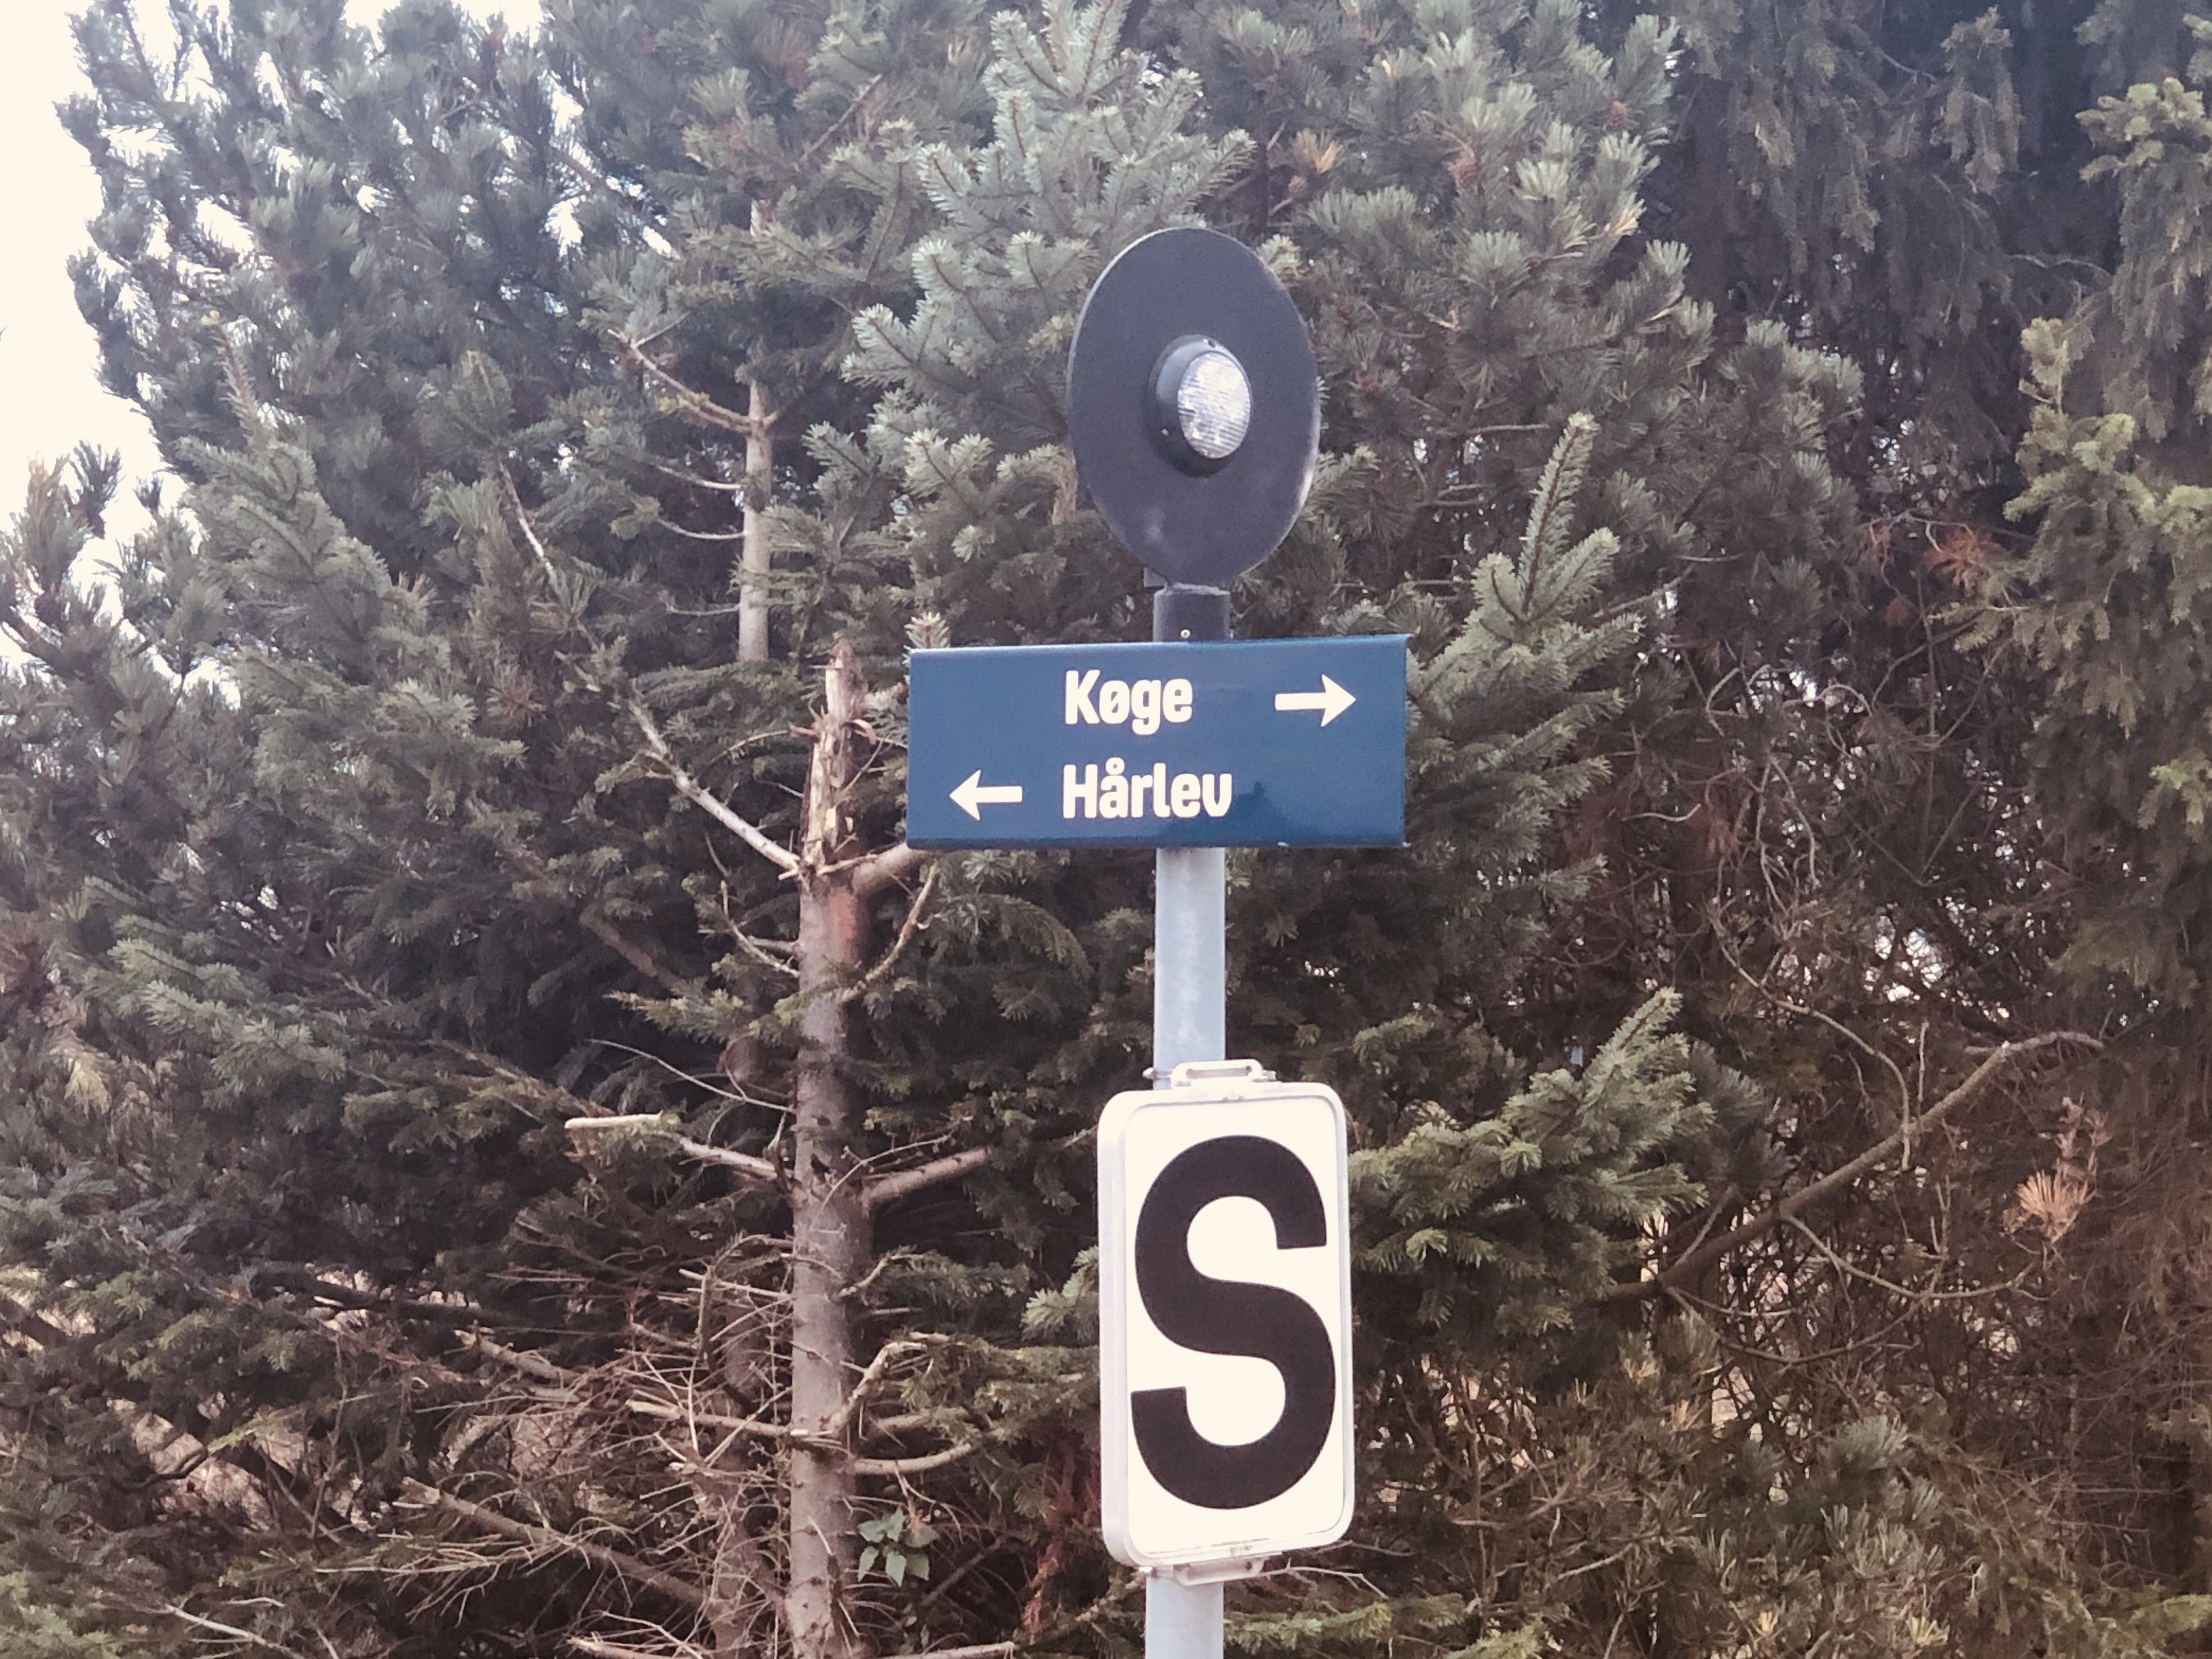 Køge →
← Hårlev
S